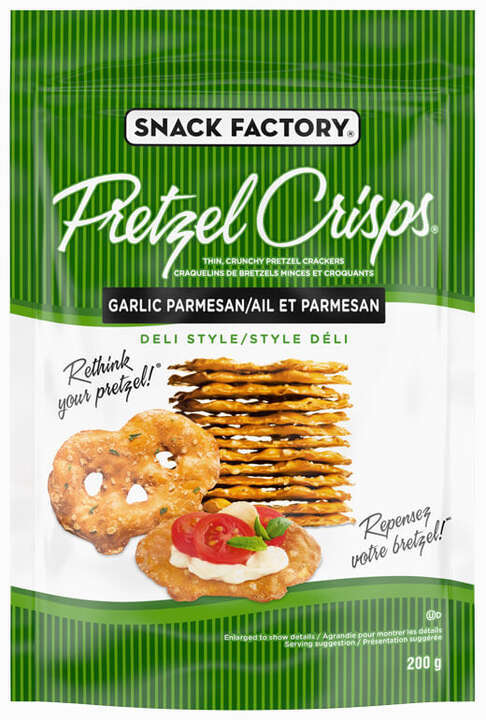 SNACK FACTORY®
Pretzel Crisps®
THIN, CRUNCHY PRETZEL CRACKERS
CRAQUELINS DE BRETZELS MINCES ET CROQUANTS
GARLIC PARMESAN/AIL ET PARMESAN
DELI STYLE/STYLE DÉLI
Rethink
your pretzel!®
Repensez
votre bretzel!™
UD
Enlarged to show details / Agrandie pour montrer les détails
Serving suggestion / Présentation suggérée
200 g